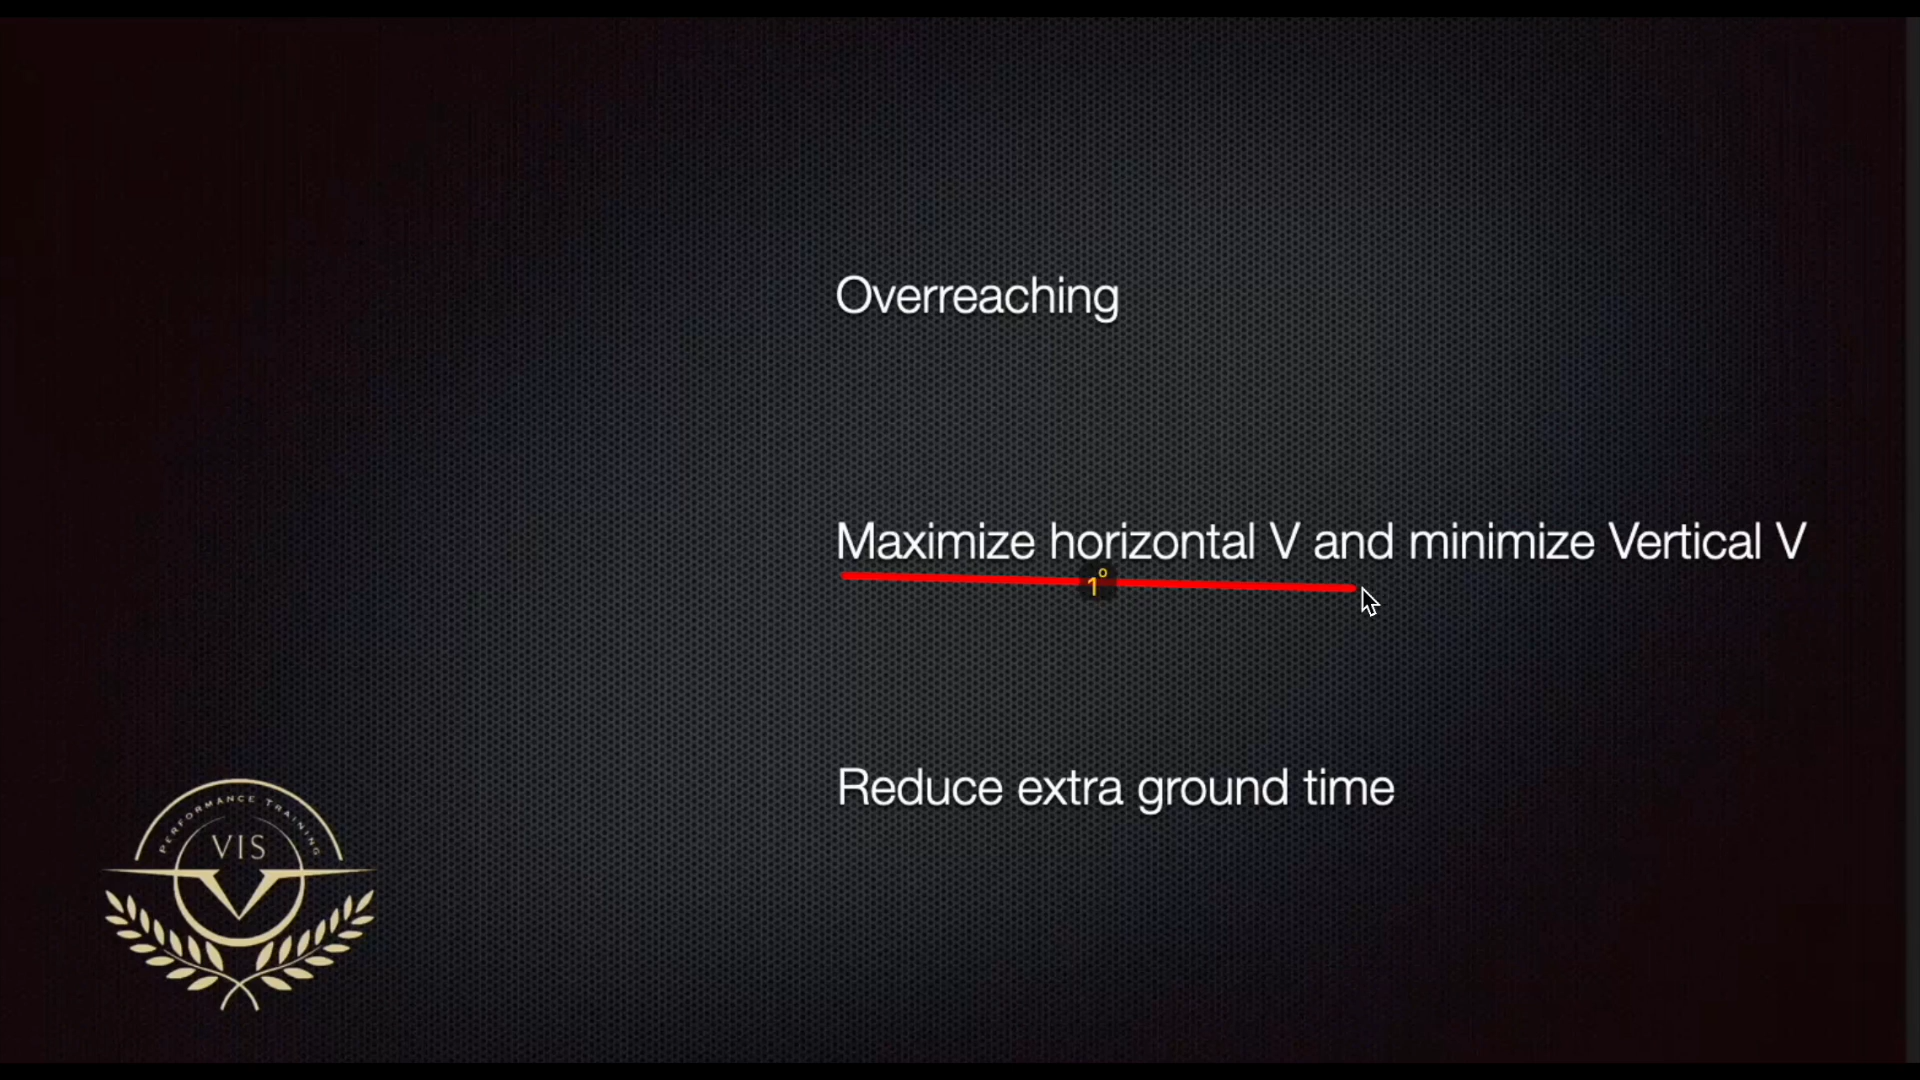 Overreaching
Maximize horizontal V and minimize Vertical V
1°
Reduce extra ground time
PERFORMANCE TRAINING
VIS